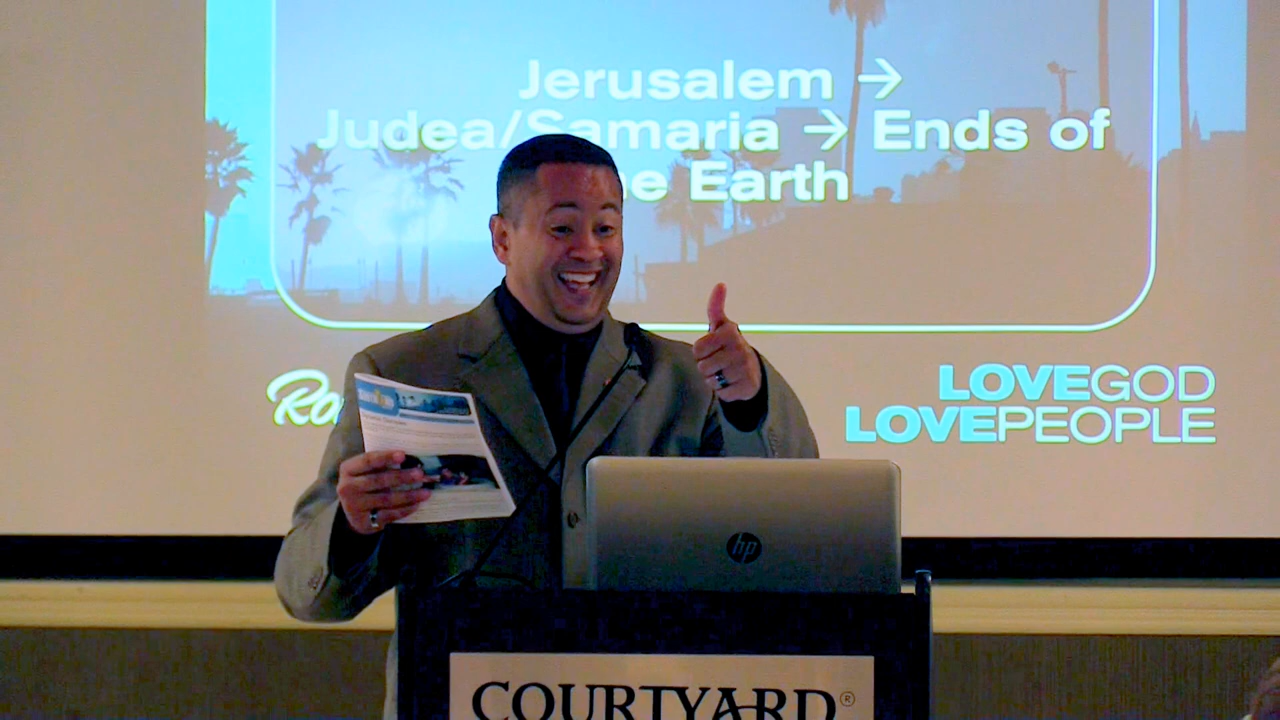 Jerusalem →
Judea/Samaria → Ends of
Earth
LOVEGOD
LOVEPEOPLE
hp
COURTYARD®